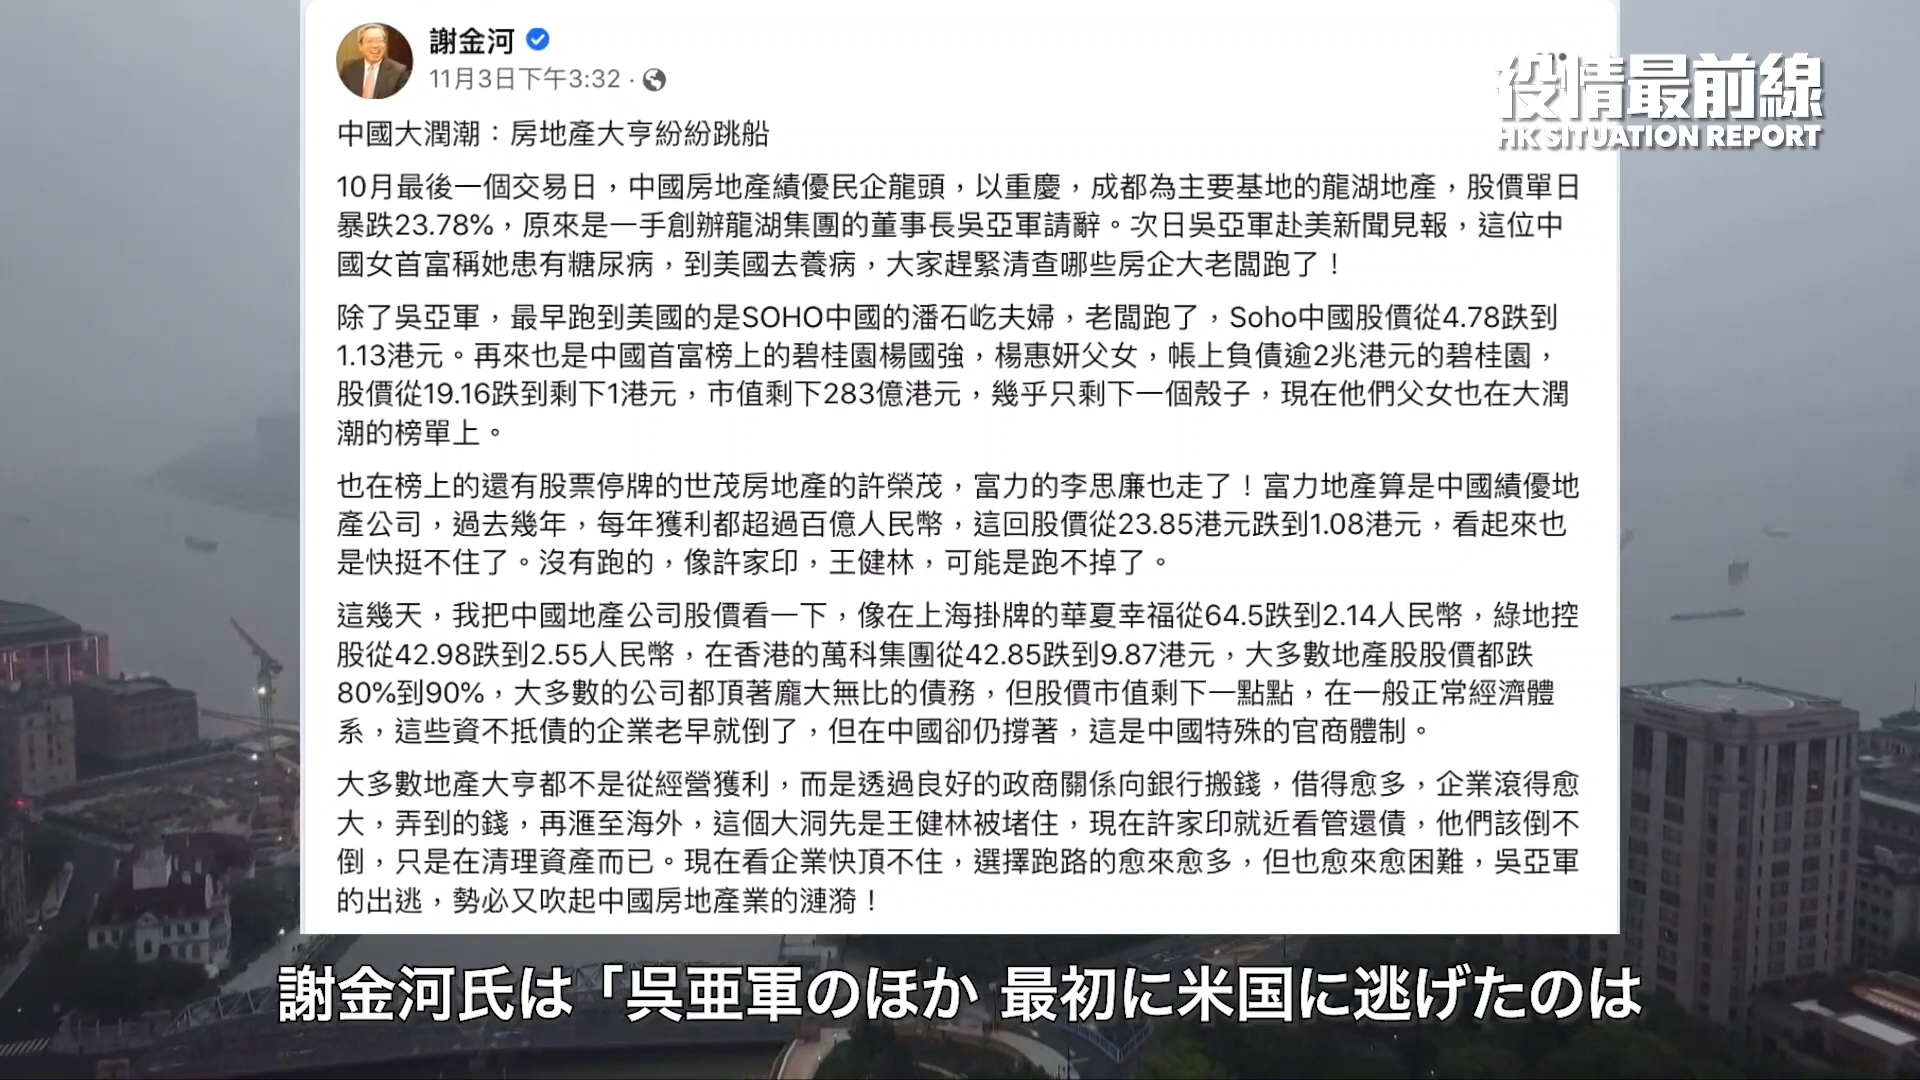 謝金河
11月3日下午3:32 ·
役情最前線
HK SITUATION REPORT
中國大潤潮：房地產大亨紛紛跳船
10月最後一個交易日，中國房地產績優民企龍頭，以重慶，成都為主要基地的龍湖地產，股價單日
暴跌23.78%，原來是一手創辦龍湖集團的董事長吳亞軍請辭。次日吳亞軍赴美新聞見報，這位中
國女首富稱她患有糖尿病，到美國去養病，大家趕緊清查哪些房企大老闆跑了！
除了吳亞軍，最早跑到美國的是SOHO中國的潘石屹夫婦，老闆跑了，Soho中國股價從4.78跌到
1.13港元。再來也是中國首富榜上的碧桂園楊國強，楊惠妍父女，帳上負債逾2兆港元的碧桂園，
股價從19.16跌到剩下1港元，市值剩下283億港元，幾乎只剩下一個殼子，現在他們父女也在大潤
潮的榜單上。
也在榜上的還有股票停牌的世茂房地產的許榮茂，富力的李思廉也走了！富力地產算是中國績優地
產公司，過去幾年，每年獲利都超過百億人民幣，這回股價從23.85港元跌到1.08港元，看起來也
是快挺不住了。沒有跑的，像許家印，王健林，可能是跑不掉了。
這幾天，我把中國地產公司股價看一下，像在上海掛牌的華夏幸福從64.5跌到2.14人民幣，綠地控
股從42.98跌到2.55人民幣，在香港的萬科集團從42.85跌到9.87港元，大多數地產股股價都跌
80%到90%，大多數的公司都頂著龐大無比的債務，但股價市值剩下一點點，在一般正常經濟體
系，這些資不抵債的企業老早就倒了，但在中國卻仍撐著，這是中國特殊的官商體制。
大多數地產大亨都不是從經營獲利，而是透過良好的政商關係向銀行搬錢，借得愈多，企業滾得愈
大，弄到的錢，再滙至海外，這個大洞先是王健林被堵住，現在許家印就近看管還債，他們該倒不
倒，只是在清理資產而已。現在看企業快頂不住，選擇跑路的愈來愈多，但也愈來愈困難，吳亞軍
的出逃，勢必又吹起中國房地產業的漣漪！
謝金河氏は「呉亜軍のほか 最初に米国に逃げたのは